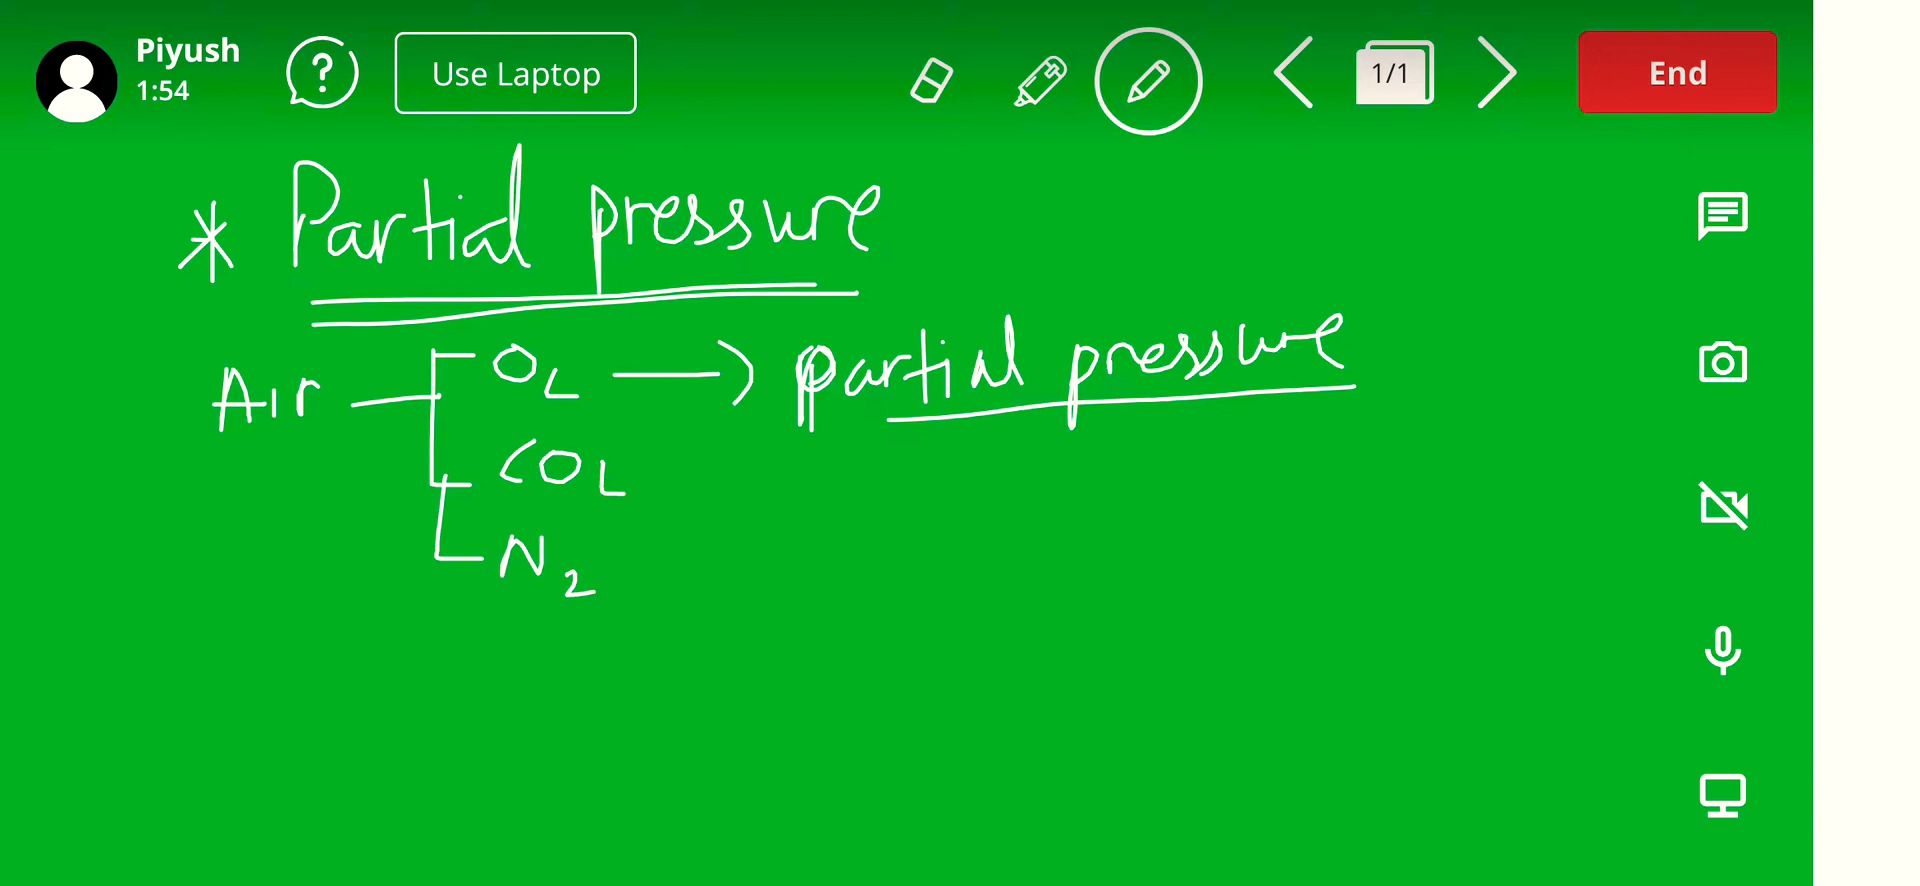 Piyush
1:54
?
Use Laptop
1/1
End
* Partial pressure
Air O2 → partial pressure
CO2
N2